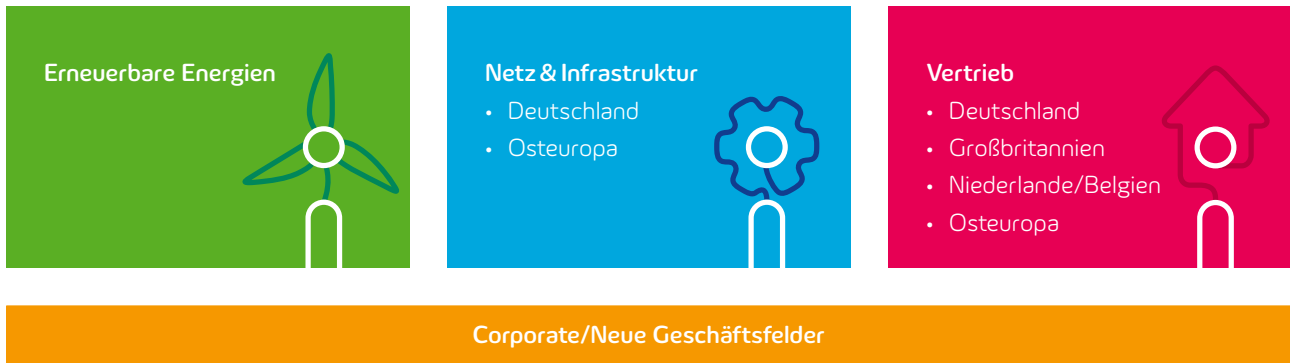 Erneuerbare Energien
Netz & Infrastruktur
• Deutschland
• Osteuropa
Vertrieb
• Deutschland
• Großbritannien
• Niederlande/Belgien
• Osteuropa
Corporate/Neue Geschäftsfelder